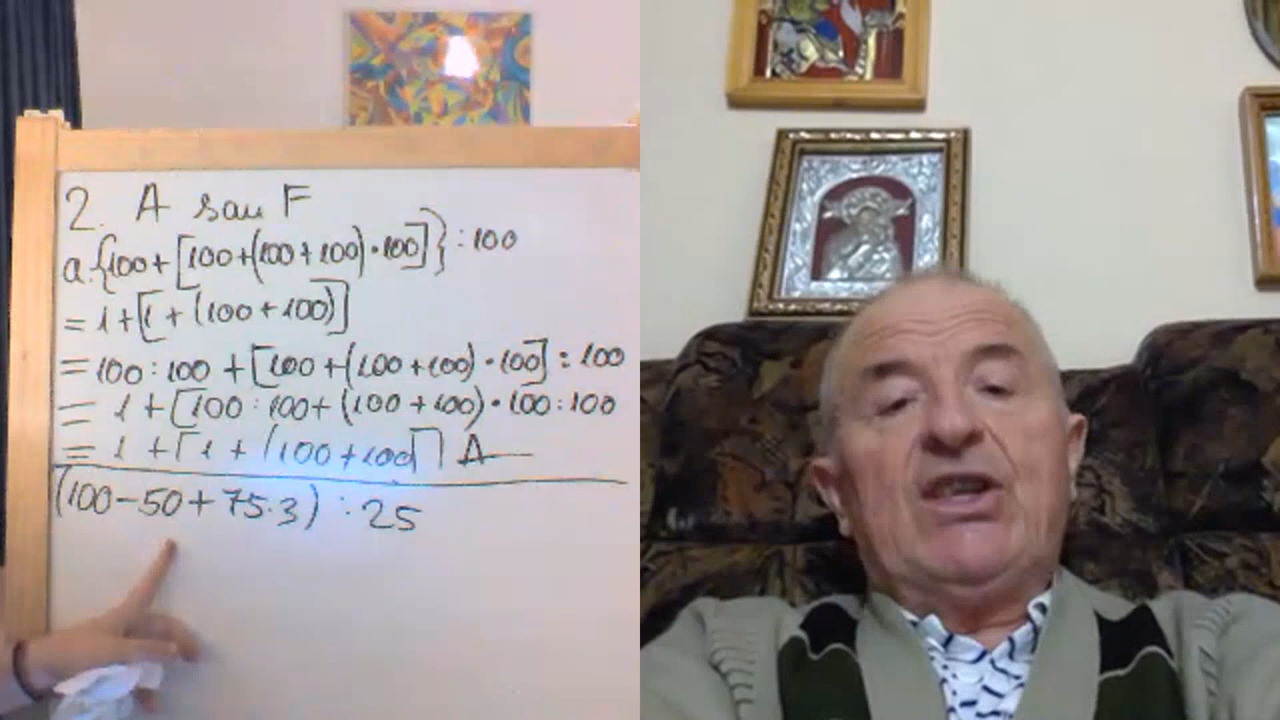 2. A sau F
a. {100+[100+(100+100)·100]}:100
=1+[1+(100+100)]
=100:100+[100+(100+100)·100]:100
=1+[100:100+(100+100)·100:100
=1+[1+(100+100] A
(100-50+75·3):25